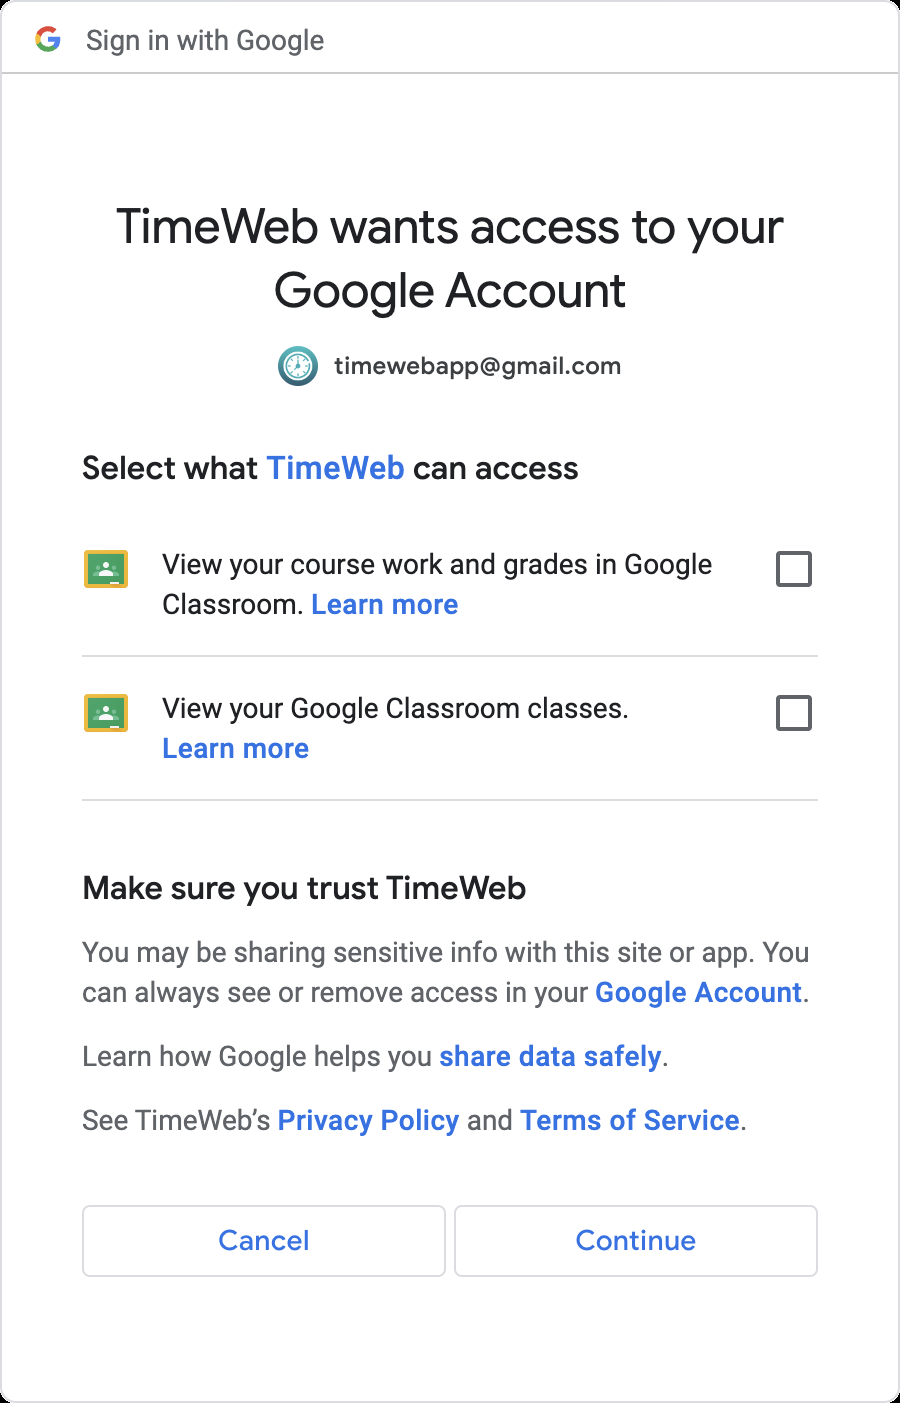 Sign in with Google
TimeWeb wants access to your
Google Account
timewebapp@gmail.com
Select what TimeWeb can access
View your course work and grades in Google
Classroom. Learn more
View your Google Classroom classes.
Learn more
Make sure you trust TimeWeb
You may be sharing sensitive info with this site or app. You
can always see or remove access in your Google Account.
Learn how Google helps you share data safely.
See TimeWeb’s Privacy Policy and Terms of Service.
Cancel
Continue